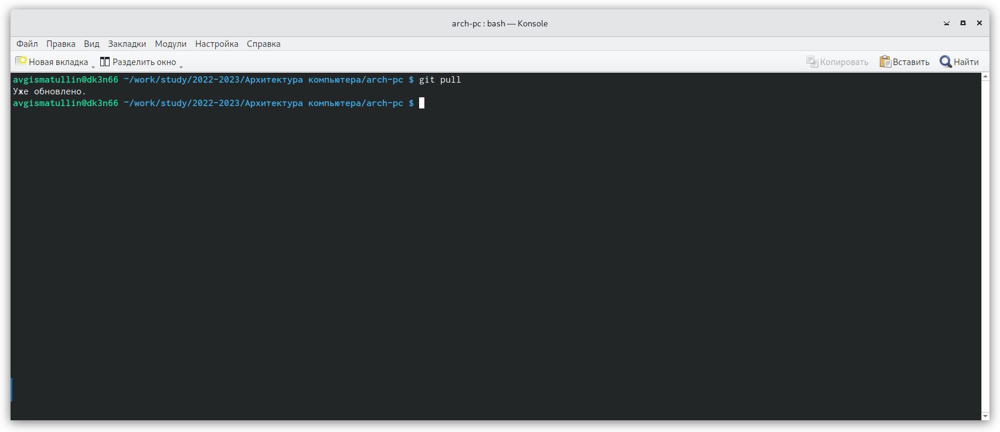 arch-pc : bash — Konsole
Файл Правка Вид Закладки Модули Настройка Справка
Новая вкладка Разделить окно Копировать Вставить Найти
avgismatullin@dk3n66 ~/work/study/2022-2023/Архитектура компьютера/arch-pc $ git pull
Уже обновлено.
avgismatullin@dk3n66 ~/work/study/2022-2023/Архитектура компьютера/arch-pc $